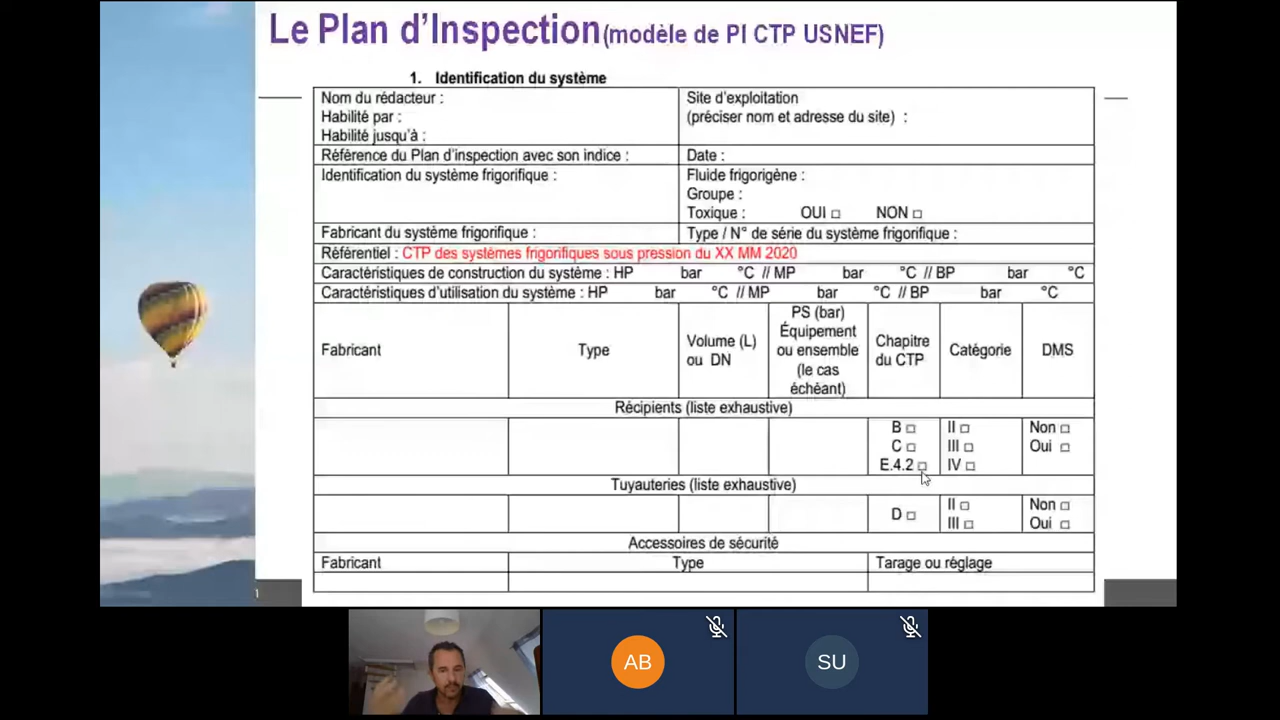 Le Plan d'Inspection(modèle de PI CTP USNEF)
1. Identification du système
Nom du rédacteur :
Habilité par :
Habilité jusqu'à :
Site d'exploitation
(préciser nom et adresse du site) :
Référence du Plan d'inspection avec son indice :
Date :
Identification du système frigorifique :
Fluide frigorigène :
Groupe :
Toxique : OUI □ NON □
Fabricant du système frigorifique :
Type / N° de série du système frigorifique :
Référentiel : CTP des systèmes frigorifiques sous pression du XX MM 2020
Caractéristiques de construction du système : HP bar °C // MP bar °C // BP bar °C
Caractéristiques d'utilisation du système : HP bar °C // MP bar °C // BP bar °C
Fabricant
Type
Volume (L)
ou DN
PS (bar)
Équipement
ou ensemble
(le cas
échéant)
Chapitre
du CTP
Catégorie
DMS
Récipients (liste exhaustive)
B □
C □
E.4.2 □
II □
III □
IV □
Non □
Oui □
Tuyauteries (liste exhaustive)
D □
II □
III □
Non □
Oui □
Accessoires de sécurité
Fabricant
Type
Tarage ou réglage
AB
SU